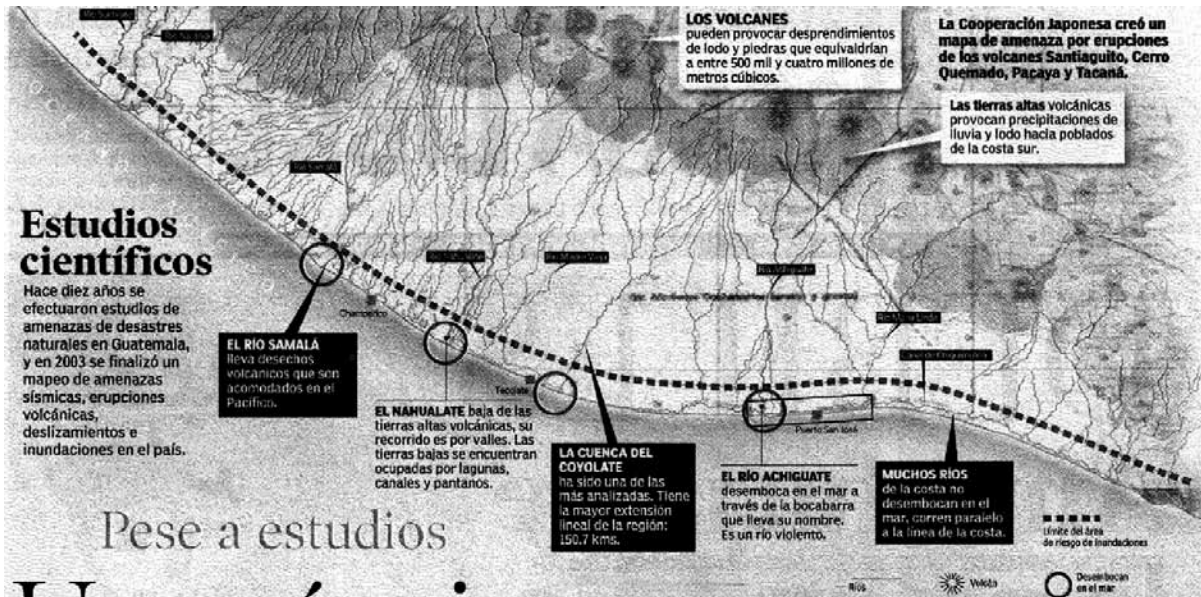 LOS VOLCANES
pueden provocar desprendimientos
de lodo y piedras que equivaldrían
a entre 500 mil y cuatro millones de
metros cúbicos.
La Cooperación Japonesa creó un
mapa de amenaza por erupciones
de los volcanes Santiaguito, Cerro
Quemado, Pacaya y Tacaná.
Las tierras altas volcánicas
provocan precipitaciones de
lluvia y lodo hacia poblados
de la costa sur.
Estudios
científicos
Hace diez años se
efectuaron estudios de
amenazas de desastres
naturales en Guatemala,
y en 2003 se finalizó un
mapeo de amenazas
sísmicas, erupciones
volcánicas,
deslizamientos e
inundaciones en el país.
Río Achiguate
Champerico
Tecojate
Puerto San José
EL RÍO SAMALÁ
lleva desechos
volcánicos que son
acomodados en el
Pacífico.
EL NAHUALATE baja de las
tierras altas volcánicas, su
recorrido es por valles. Las
tierras bajas se encuentran
ocupadas por lagunas,
canales y pantanos.
LA CUENCA DEL
COYOLATE
ha sido una de las
más analizadas. Tiene
la mayor extensión
lineal de la región:
150.7 kms.
EL RÍO ACHIGUATE
desemboca en el mar a
través de la bocabarra
que lleva su nombre.
Es un río violento.
MUCHOS RÍOS
de la costa no
desembocan en el
mar, corren paralelo
a la línea de la costa.
Límite del área
de riesgo de inundaciones
Ríos
Volcán
Desembocan
en el mar
Pese a estudios